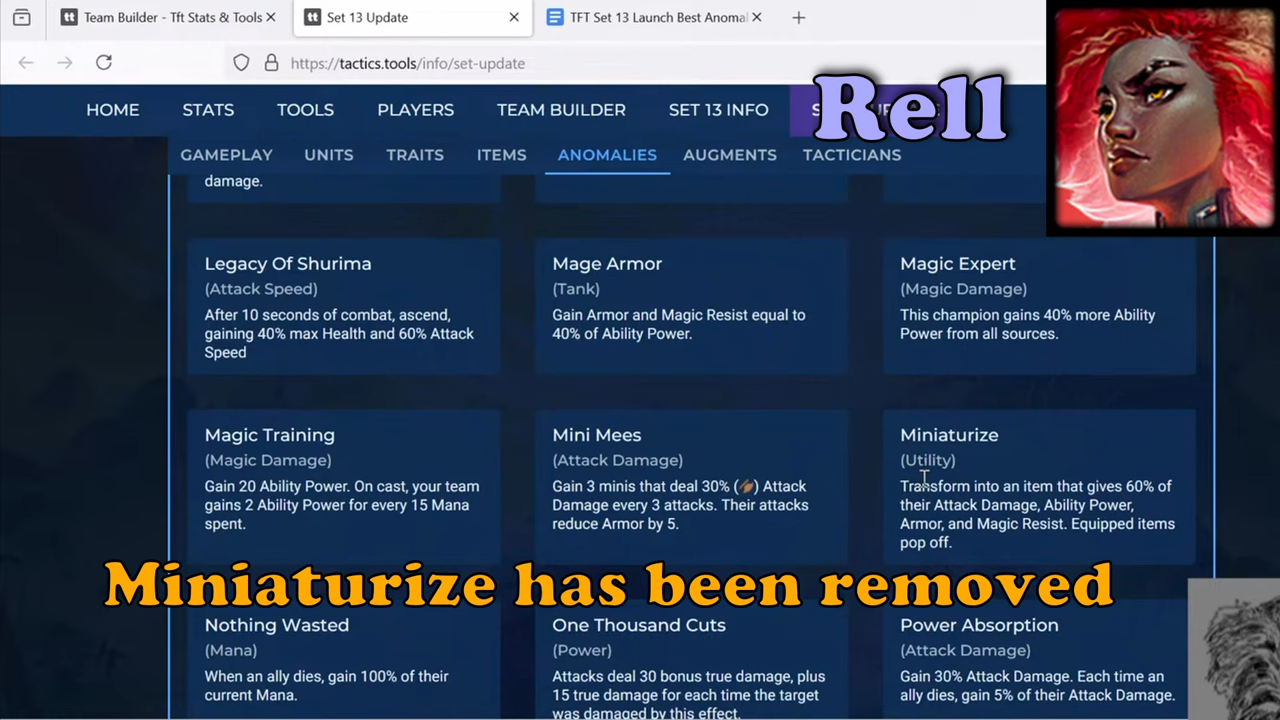 Team Builder - Tft Stats & Tools
Set 13 Update
TFT Set 13 Launch Best Anomal
https://tactics.tools/info/set-update
Rell
HOME STATS TOOLS PLAYERS TEAM BUILDER SET 13 INFO
GAMEPLAY UNITS TRAITS ITEMS ANOMALIES AUGMENTS TACTICIANS
damage.
Legacy Of Shurima
(Attack Speed)
After 10 seconds of combat, ascend,
gaining 40% max Health and 60% Attack
Speed
Mage Armor
(Tank)
Gain Armor and Magic Resist equal to
40% of Ability Power.
Magic Expert
(Magic Damage)
This champion gains 40% more Ability
Power from all sources.
Magic Training
(Magic Damage)
Gain 20 Ability Power. On cast, your team
gains 2 Ability Power for every 15 Mana
spent.
Mini Mees
(Attack Damage)
Gain 3 minis that deal 30% ( ) Attack
Damage every 3 attacks. Their attacks
reduce Armor by 5.
Miniaturize
(Utility)
Transform into an item that gives 60% of
their Attack Damage, Ability Power,
Armor, and Magic Resist. Equipped items
pop off.
Miniaturize has been removed
Nothing Wasted
(Mana)
When an ally dies, gain 100% of their
current Mana.
One Thousand Cuts
(Power)
Attacks deal 30 bonus true damage, plus
15 true damage for each time the target
was damaged by this effect.
Power Absorption
(Attack Damage)
Gain 30% Attack Damage. Each time an
ally dies, gain 5% of their Attack Damage.